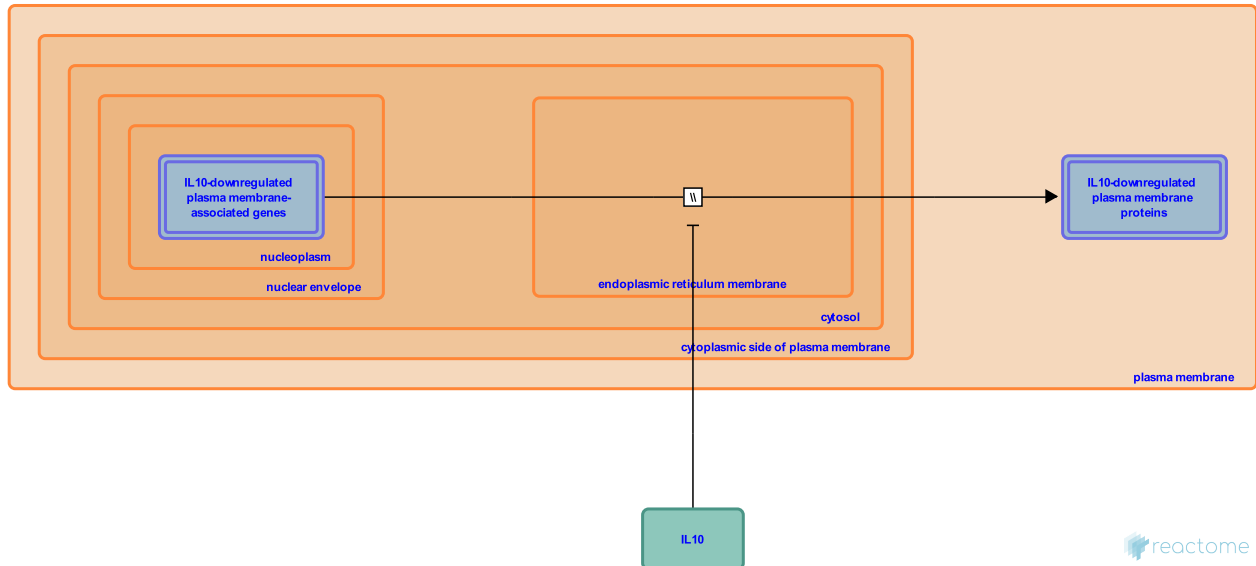 IL10-downregulated
plasma membrane-
associated genes
\\
IL10-downregulated
plasma membrane
proteins
nucleoplasm
nuclear envelope
endoplasmic reticulum membrane
cytosol
cytoplasmic side of plasma membrane
plasma membrane
IL10
reactome